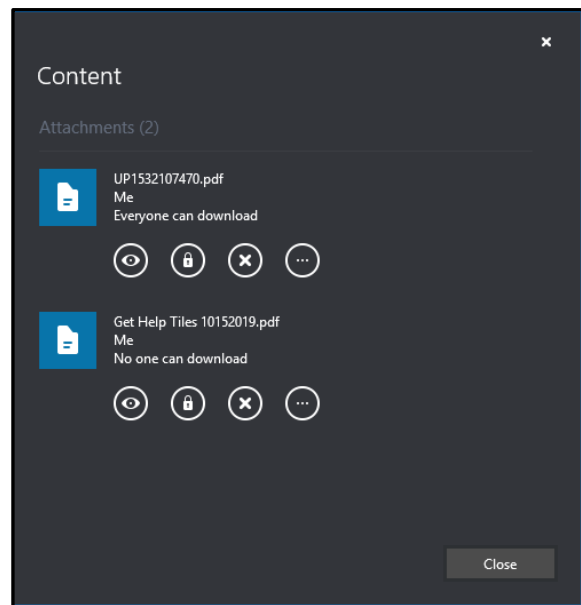 Content
Attachments (2)
UP1532107470.pdf
Me
Everyone can download
Get Help Tiles 10152019.pdf
Me
No one can download
Close